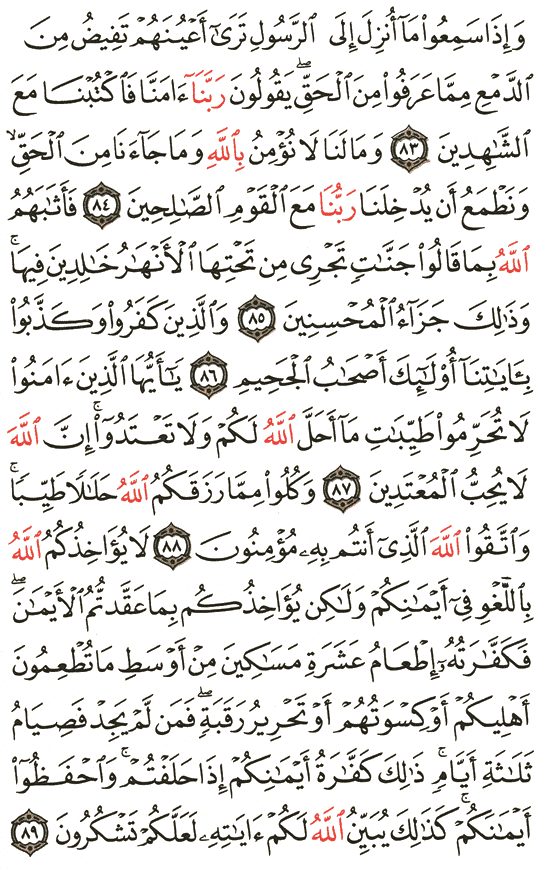 وَإِذَا سَمِعُوا۟ مَآ أُنزِلَ إِلَى ٱلرَّسُولِ تَرَىٰٓ أَعْيُنَهُمْ تَفِيضُ مِنَ
ٱلدَّمْعِ مِمَّا عَرَفُوا۟ مِنَ ٱلْحَقِّ ۖ يَقُولُونَ رَبَّنَآ ءَامَنَّا فَٱكْتُبْنَا مَعَ
ٱلشَّٰهِدِينَ ٨٣ وَمَا لَنَا لَا نُؤْمِنُ بِٱللَّهِ وَمَا جَآءَنَا مِنَ ٱلْحَقِّ ۙ
وَنَطْمَعُ أَن يُدْخِلَنَا رَبُّنَا مَعَ ٱلْقَوْمِ ٱلصَّٰلِحِينَ ٨٤ فَأَثَٰبَهُمُ
ٱللَّهُ بِمَا قَالُوا۟ جَنَّٰتٍ تَجْرِى مِن تَحْتِهَا ٱلْأَنْهَٰرُ خَٰلِدِينَ فِيهَا ۚ
وَذَٰلِكَ جَزَآءُ ٱلْمُحْسِنِينَ ٨٥ وَٱلَّذِينَ كَفَرُوا۟ وَكَذَّبُوا۟
بِـَٔايَٰتِنَآ أُو۟لَٰٓئِكَ أَصْحَٰبُ ٱلْجَحِيمِ ٨٦ يَٰٓأَيُّهَا ٱلَّذِينَ ءَامَنُوا۟
لَا تُحَرِّمُوا۟ طَيِّبَٰتِ مَآ أَحَلَّ ٱللَّهُ لَكُمْ وَلَا تَعْتَدُوٓا۟ ۚ إِنَّ ٱللَّهَ
لَا يُحِبُّ ٱلْمُعْتَدِينَ ٨٧ وَكُلُوا۟ مِمَّا رَزَقَكُمُ ٱللَّهُ حَلَٰلًا طَيِّبًا ۚ
وَٱتَّقُوا۟ ٱللَّهَ ٱلَّذِىٓ أَنتُم بِهِۦ مُؤْمِنُونَ ٨٨ لَا يُؤَاخِذُكُمُ ٱللَّهُ
بِٱللَّغْوِ فِىٓ أَيْمَٰنِكُمْ وَلَٰكِن يُؤَاخِذُكُم بِمَا عَقَّدتُّمُ ٱلْأَيْمَٰنَ ۖ
فَكَفَّٰرَتُهُۥٓ إِطْعَامُ عَشَرَةِ مَسَٰكِينَ مِنْ أَوْسَطِ مَا تُطْعِمُونَ
أَهْلِيكُمْ أَوْ كِسْوَتُهُمْ أَوْ تَحْرِيرُ رَقَبَةٍ ۖ فَمَن لَّمْ يَجِدْ فَصِيَامُ
ثَلَٰثَةِ أَيَّامٍ ۚ ذَٰلِكَ كَفَّٰرَةُ أَيْمَٰنِكُمْ إِذَا حَلَفْتُمْ ۚ وَٱحْفَظُوٓا۟
أَيْمَٰنَكُمْ ۚ كَذَٰلِكَ يُبَيِّنُ ٱللَّهُ لَكُمْ ءَايَٰتِهِۦ لَعَلَّكُمْ تَشْكُرُونَ ٨٩